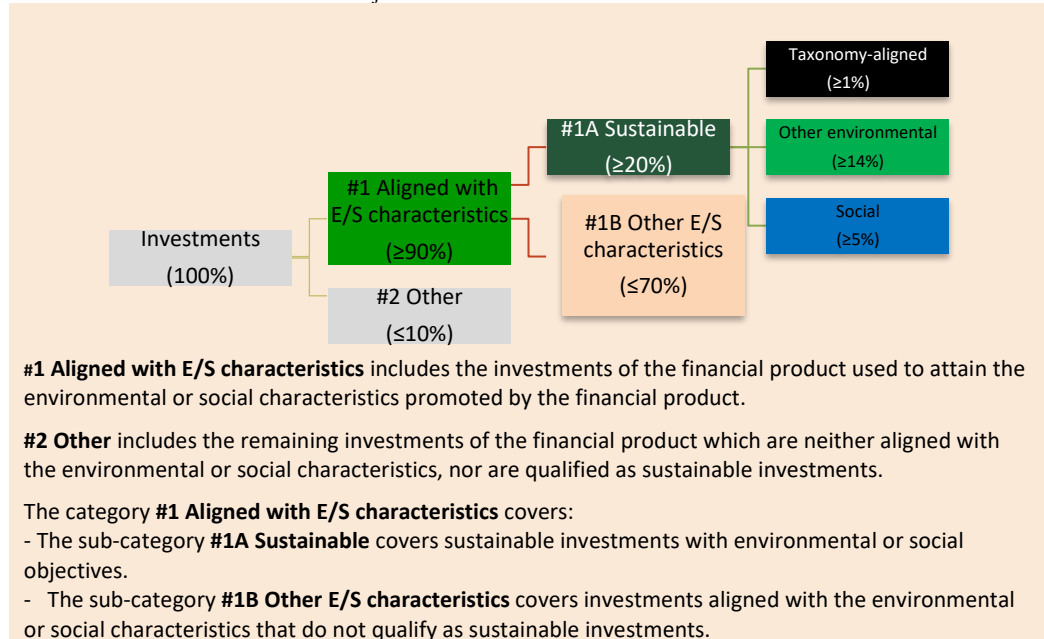 Taxonomy-aligned
(≥1%)
#1A Sustainable
(≥20%)
Other environmental
(≥14%)
#1 Aligned with
E/S characteristics
(≥90%)
#1B Other E/S
characteristics
(≤70%)
Social
(≥5%)
Investments
(100%)
#2 Other
(≤10%)
#1 Aligned with E/S characteristics includes the investments of the financial product used to attain the
environmental or social characteristics promoted by the financial product.
#2 Other includes the remaining investments of the financial product which are neither aligned with
the environmental or social characteristics, nor are qualified as sustainable investments.
The category #1 Aligned with E/S characteristics covers:
- The sub-category #1A Sustainable covers sustainable investments with environmental or social
objectives.
- The sub-category #1B Other E/S characteristics covers investments aligned with the environmental
or social characteristics that do not qualify as sustainable investments.